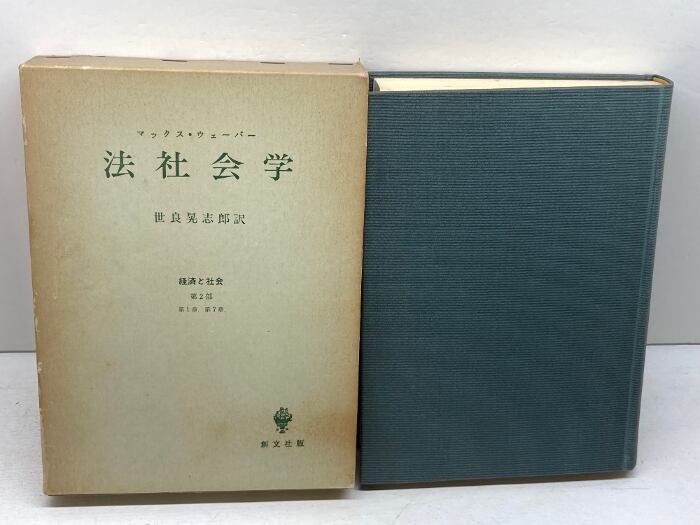 マックス・ウェーバー
法社会学
世良晃志郎訳
経済と社会
第2部
第1章、第7章
創文社版